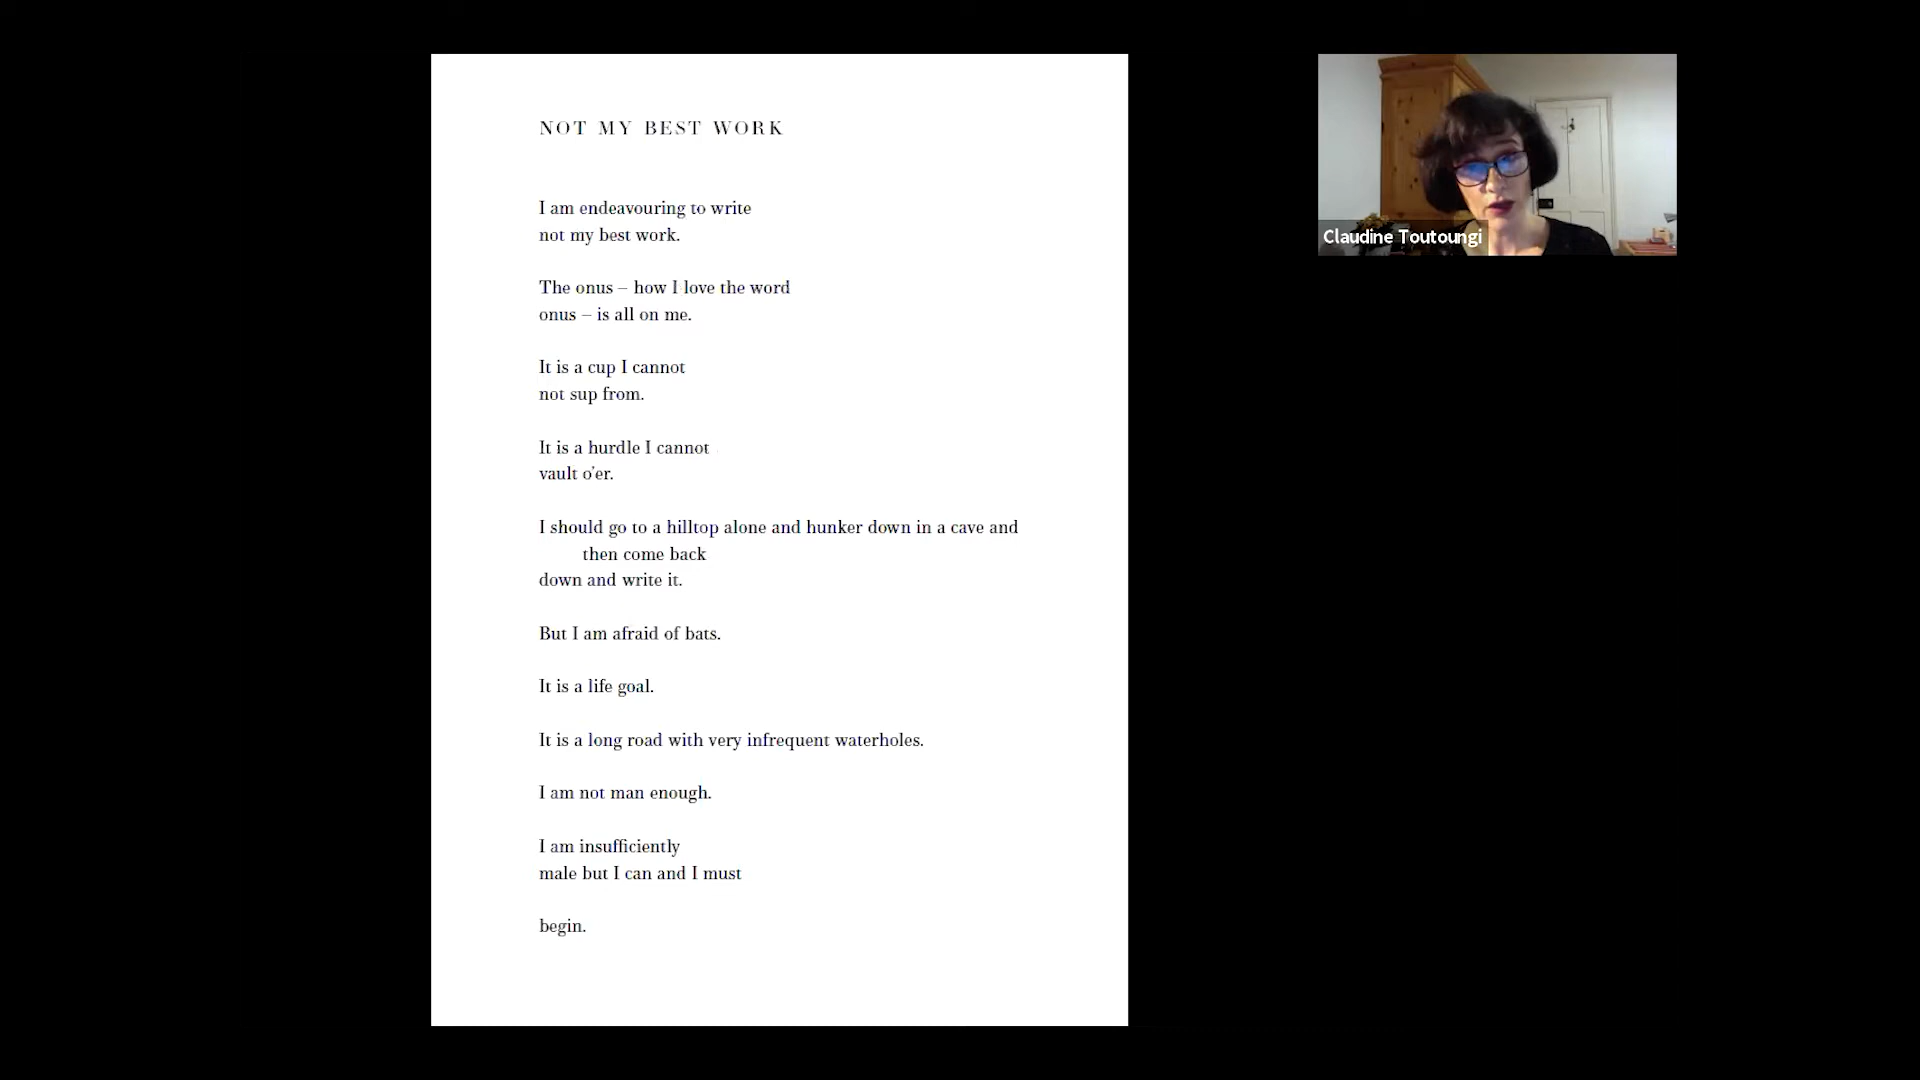 NOT MY BEST WORK
I am endeavouring to write
not my best work.
The onus – how I love the word
onus – is all on me.
It is a cup I cannot
not sup from.
It is a hurdle I cannot
vault o'er.
I should go to a hilltop alone and hunker down in a cave and
then come back
down and write it.
But I am afraid of bats.
It is a life goal.
It is a long road with very infrequent waterholes.
I am not man enough.
I am insufficiently
male but I can and I must
begin.
Claudine Toutoungi